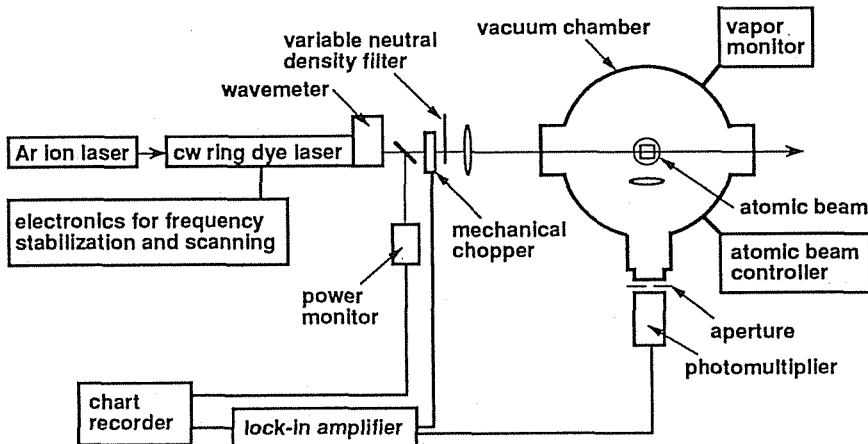 variable neutral
density filter
wavemeter
vacuum chamber
vapor
monitor
Ar ion laser
cw ring dye laser
electronics for frequency
stabilization and scanning
mechanical
chopper
power
monitor
atomic beam
atomic beam
controller
aperture
photomultiplier
chart
recorder
lock-in amplifier